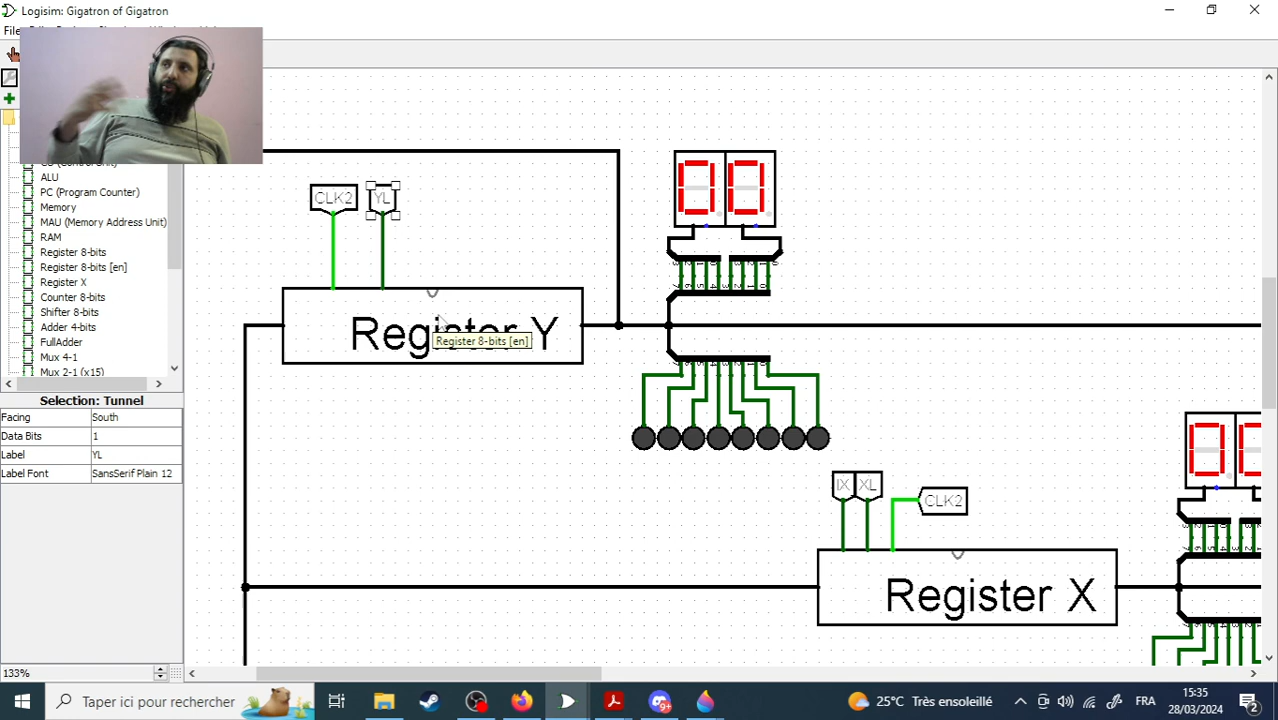 Logisim: Gigatron of Gigatron
ALU
PC (Program Counter)
Memory
MAU (Memory Address Unit)
RAM
Register 8-bits
Register 8-bits [en]
Register X
Counter 8-bits
Shifter 8-bits
Adder 4-bits
FullAdder
Mux 4-1
Mux 2-1 (x15)
Selection: Tunnel
Facing South
Data Bits 1
Label YL
Label Font SansSerif Plain 12
133%
CLK2 YL
Register Y
Register 8-bits [en]
00
IX XL CLK2
Register X
0
Taper ici pour rechercher
9+
25°C Très ensoleillé
FRA
15:35
28/03/2024
2